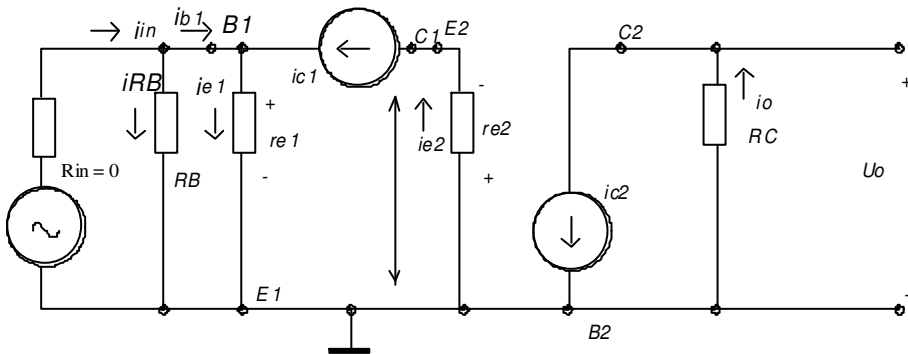 iin
ib1
B1
C1
E2
C2
ic1
iRB
ie1
+
re1
-
RB
Rin = 0
E1
ie2
-
re2
+
ic2
B2
io
RC
+
Uo
-